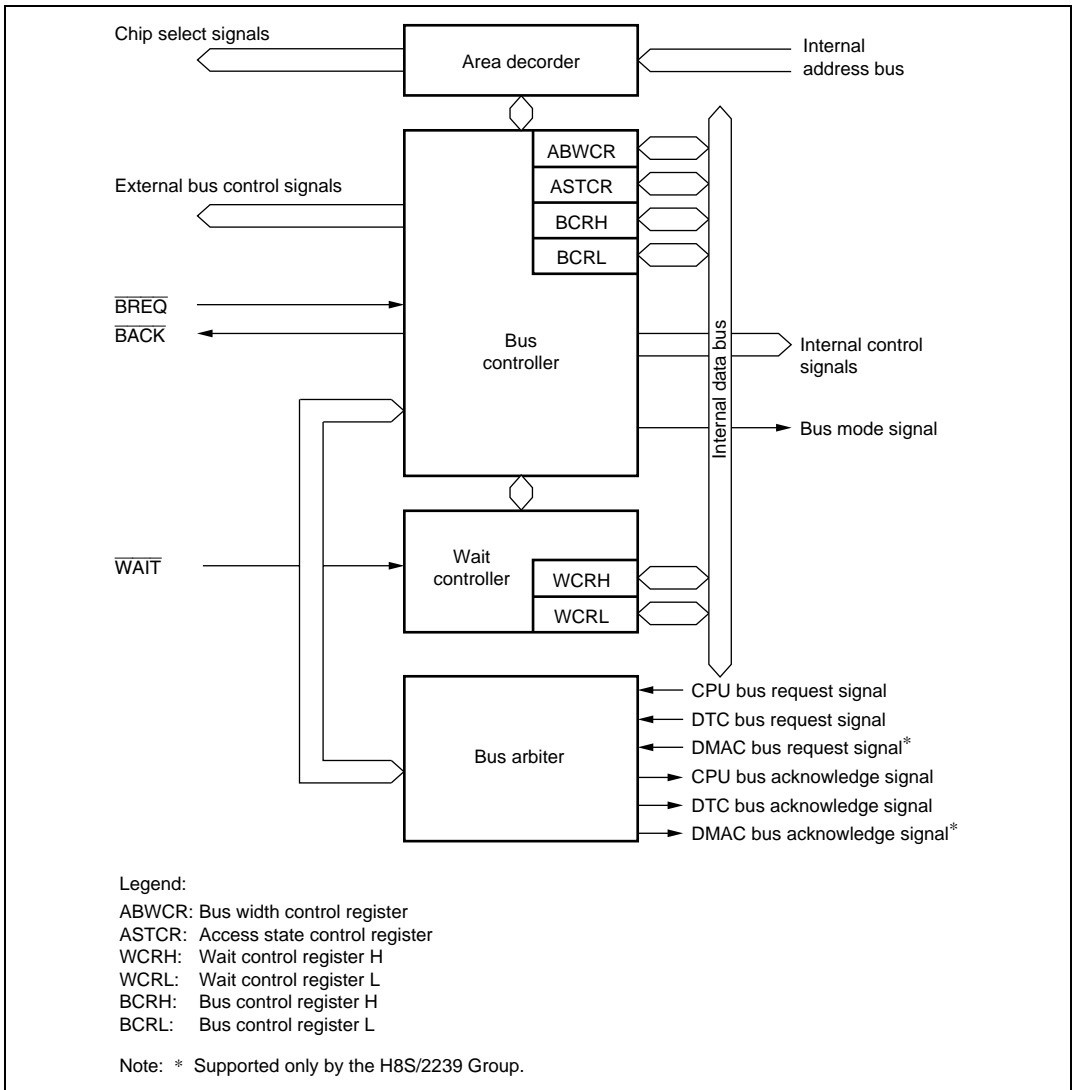 Chip select signals
Area decorder
Internal
address bus
ABWCR
ASTCR
BCRH
BCRL
External bus control signals
BREQ
BACK
Bus
controller
Internal data bus
Internal control
signals
Bus mode signal
WAIT
Wait
controller
WCRH
WCRL
Bus arbiter
CPU bus request signal
DTC bus request signal
DMAC bus request signal*
CPU bus acknowledge signal
DTC bus acknowledge signal
DMAC bus acknowledge signal*
Legend:
ABWCR: Bus width control register
ASTCR: Access state control register
WCRH: Wait control register H
WCRL: Wait control register L
BCRH: Bus control register H
BCRL: Bus control register L
Note: * Supported only by the H8S/2239 Group.